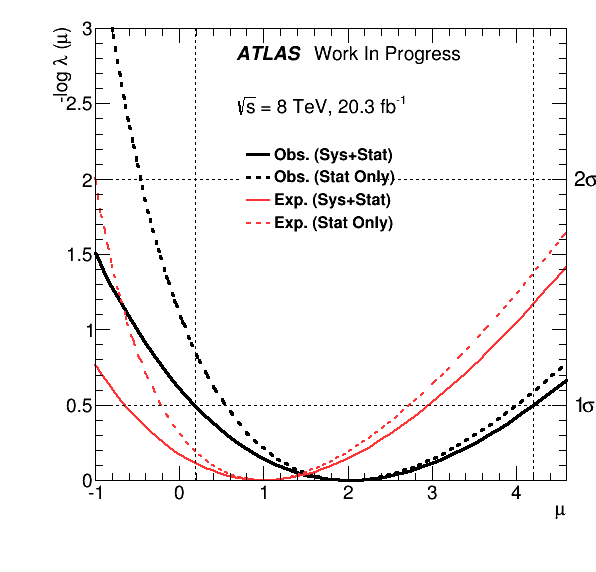 -log λ (μ)
3
2.5
2
1.5
1
0.5
0
ATLAS Work In Progress
√s = 8 TeV, 20.3 fb⁻¹
Obs. (Sys+Stat)
Obs. (Stat Only)
Exp. (Sys+Stat)
Exp. (Stat Only)
2σ
1σ
-1 0 1 2 3 4
μ